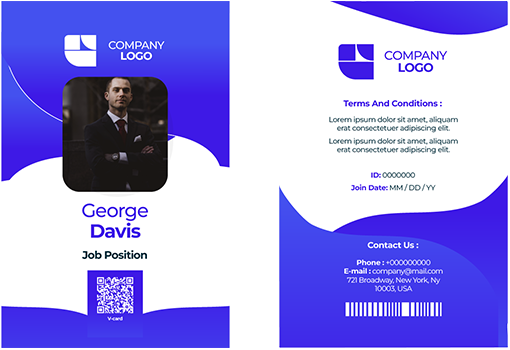 COMPANY
LOGO
George
Davis
Job Position
V-card
COMPANY
LOGO
Terms And Conditions :
Lorem ipsum dolor sit amet, aliquam
erat consectetuer adipiscing elit.
Lorem ipsum dolor sit amet, aliquam
erat consectetuer adipiscing elit.
ID: 0000000
Join Date: MM / DD / YY
Contact Us :
Phone : +000000000
E-mail : company@mail.com
721 Broadway, New York, Ny
10003, USA